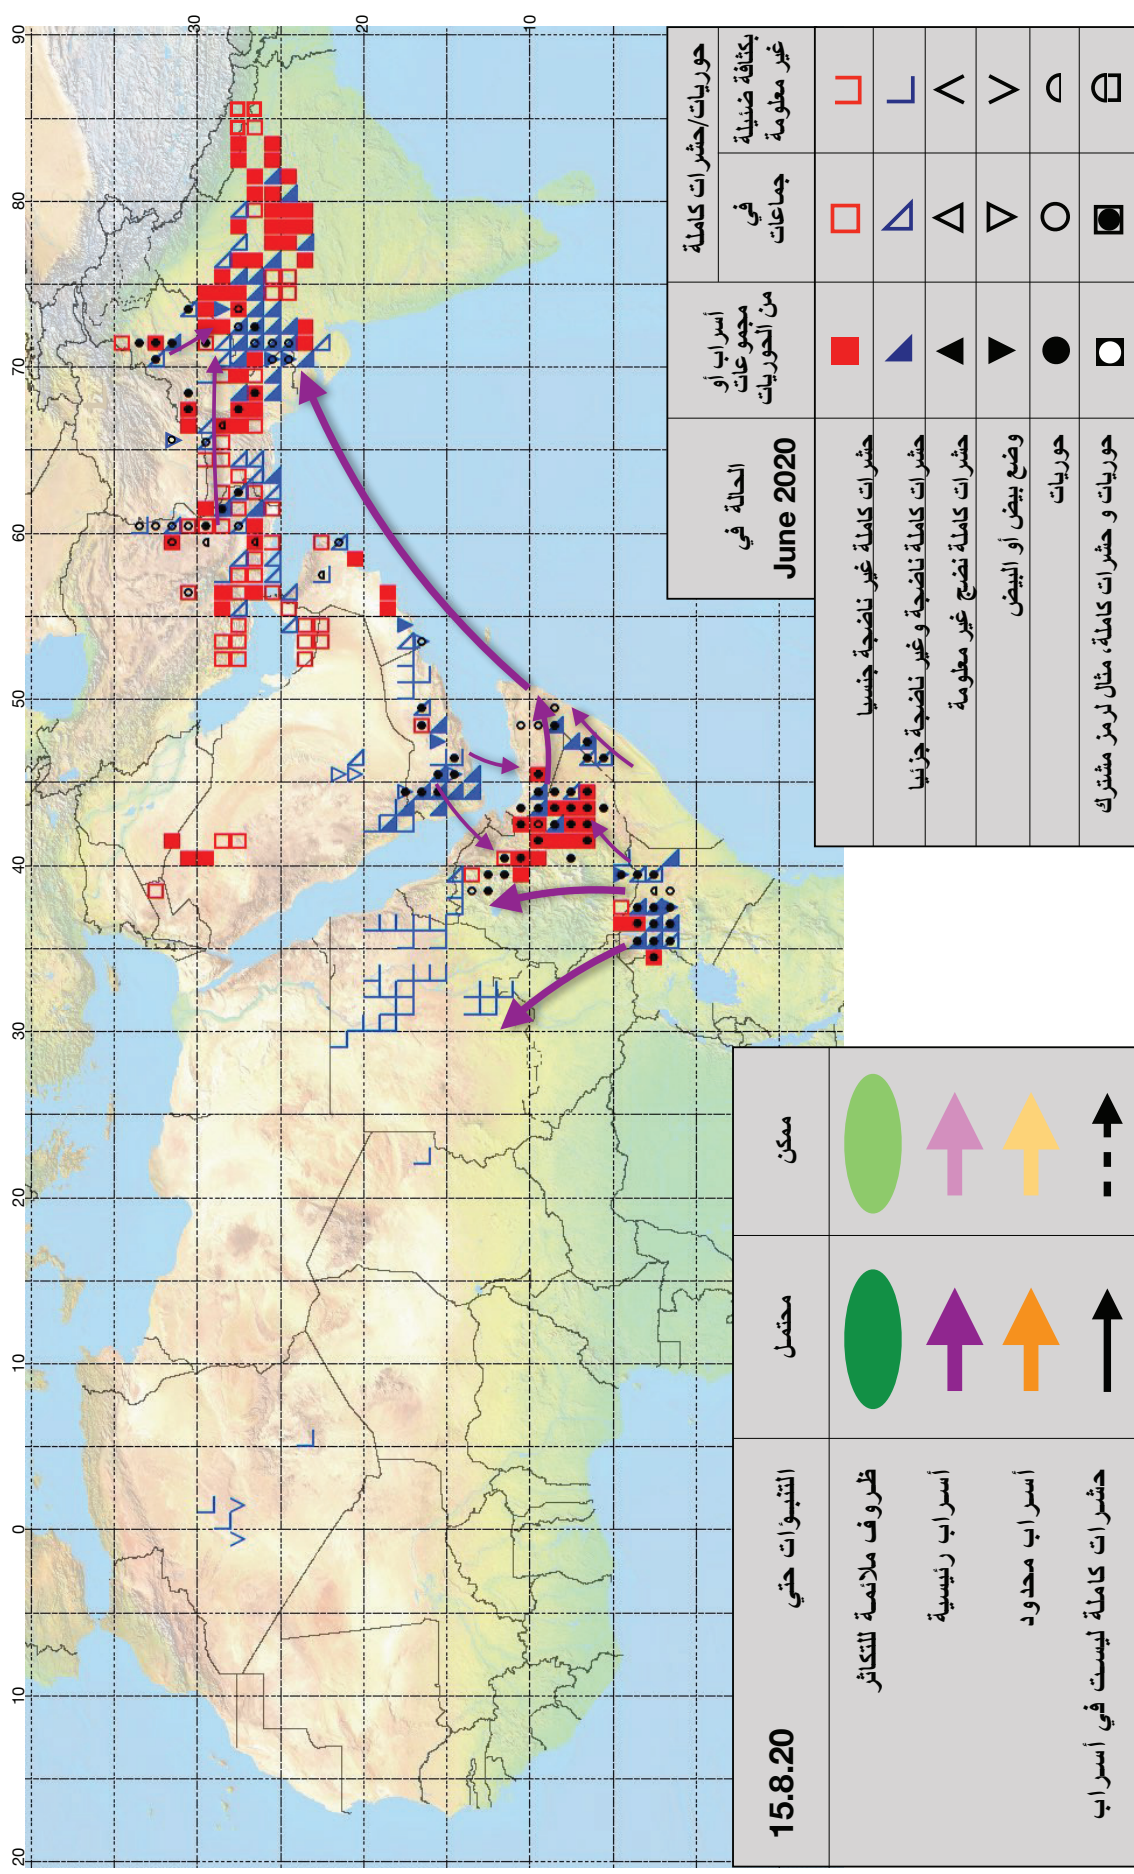 20
10
0
10
20
30
40
50
60
70
80
90
30
20
10
التنبؤات حتي
15.8.20
محتمل
ممكن
ظروف ملائمة للتكاثر
أسراب رئيسية
أسراب محدود
حشرات كاملة ليست في أسراب
الحالة في
June 2020
أسراب أو
مجموعات
من الحوريات
حوريات/حشرات كاملة
في
جماعات
بكثافة ضئيلة
غير معلومة
حشرات كاملة غير ناضجة جنسيا
حشرات كاملة ناضجة وغير ناضجة جزئيا
حشرات كاملة نضج غير معلومة
وضع بيض أو البيض
حوريات
حوريات و حشرات كاملة، مثال لرمز مشترك